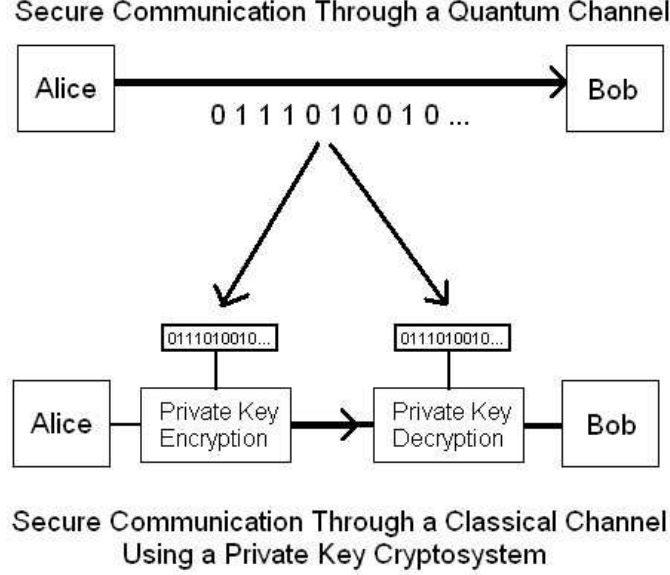 Secure Communication Through a Quantum Channel
Alice
Bob
0 1 1 1 0 1 0 0 1 0 ...
0111010010...
0111010010...
Alice
Private Key
Encryption
Private Key
Decryption
Bob
Secure Communication Through a Classical Channel
Using a Private Key Cryptosystem